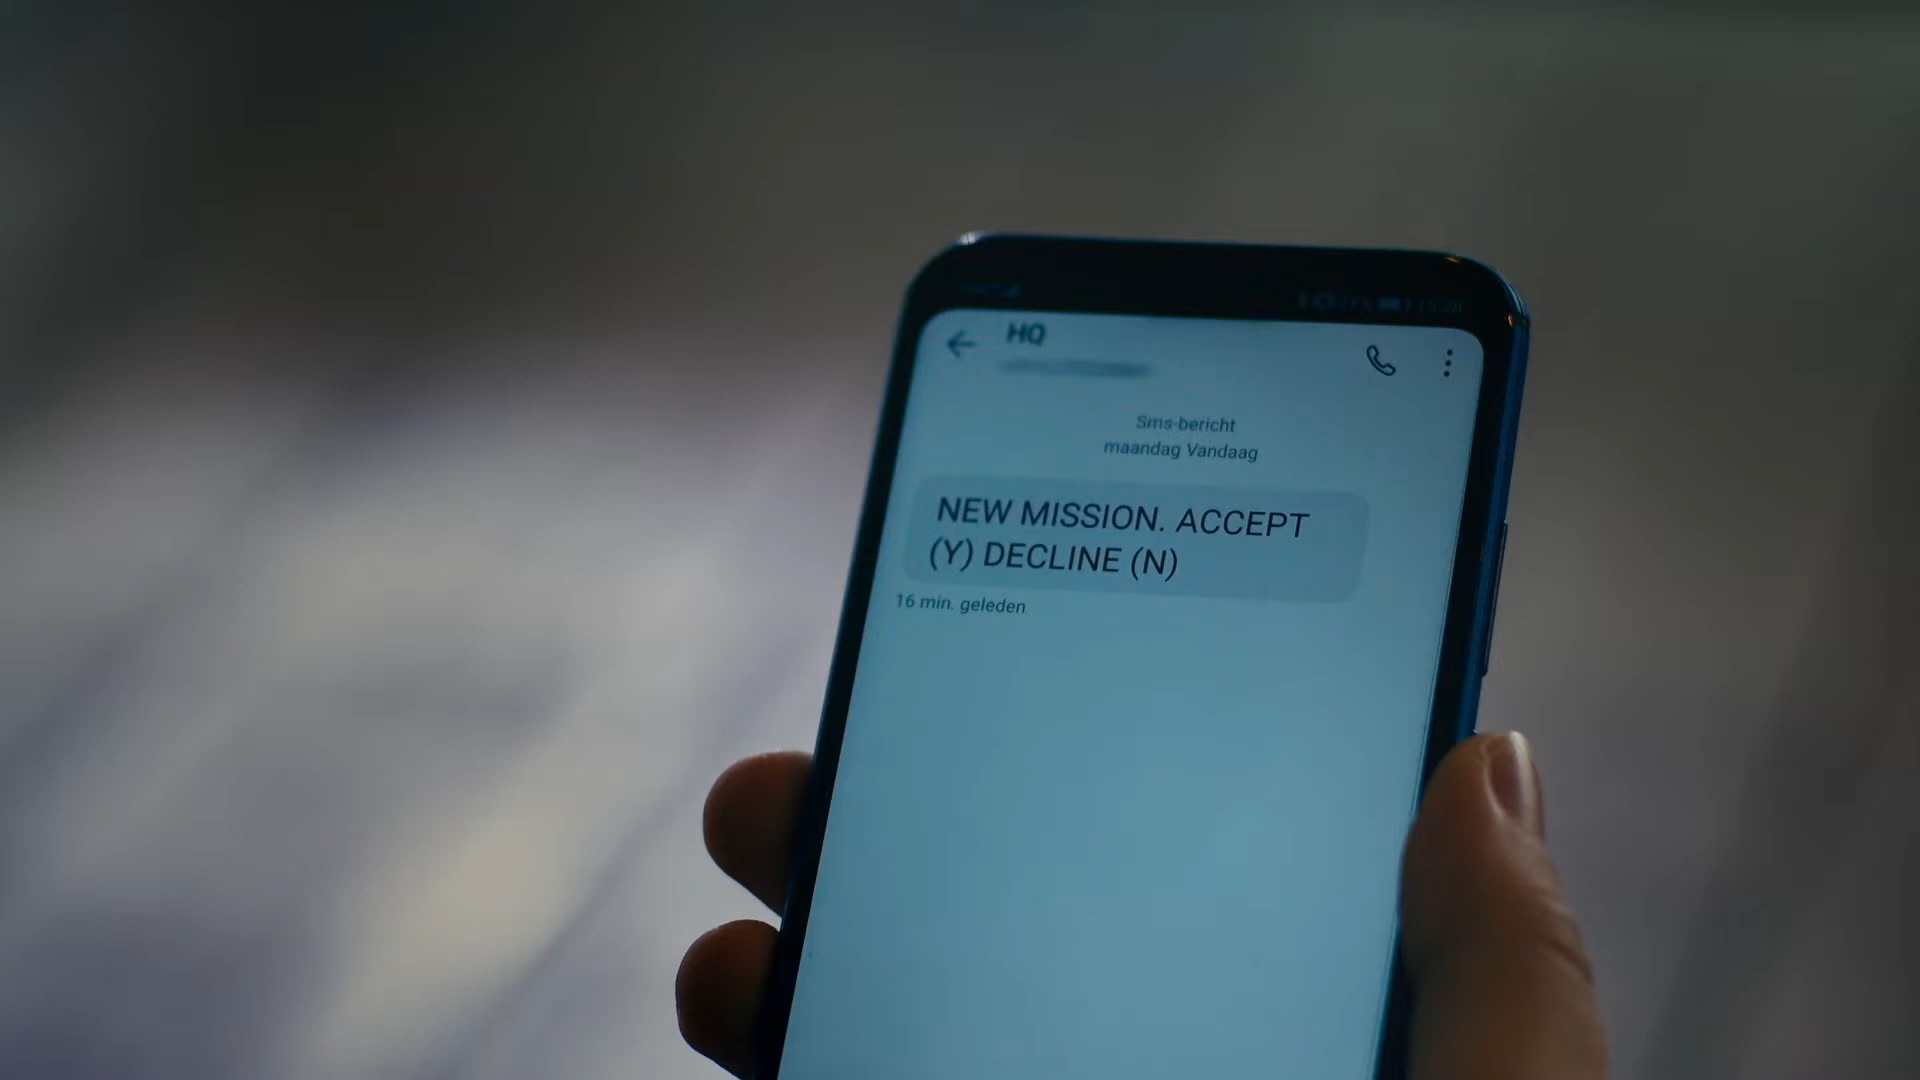 HQ
Sms-bericht
maandag Vandaag
NEW MISSION. ACCEPT
(Y) DECLINE (N)
16 min. geleden